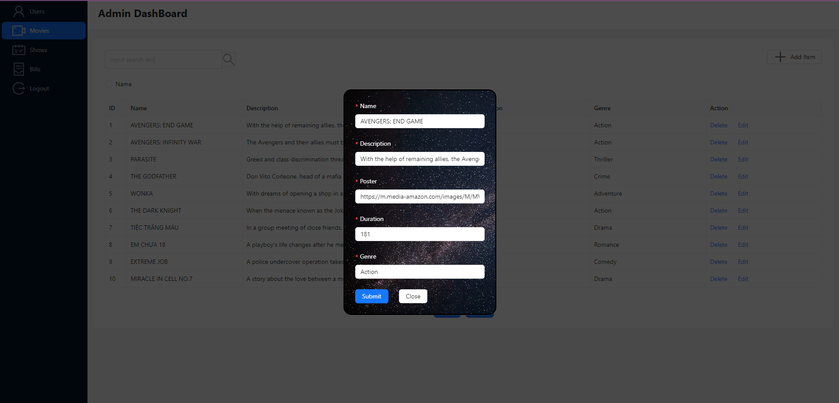 Users
Admin DashBoard
Movies
Shows
Bills
Logout
Add item
Name
ID Name Description Genre Action
1 AVENGERS: END GAME With the help of remaining allies, th Action Delete Edit
2 AVENGERS: INFINITY WAR The Avengers and their allies must Action Delete Edit
3 PARASITE Greed and class discrimination threa Thriller Delete Edit
4 THE GODFATHER Don Vito Corleone, head of a mafia Crime Delete Edit
5 WONKA With dreams of opening a shop in a Adventure Delete Edit
6 THE DARK KNIGHT When the menace known as the Jok Action Delete Edit
7 TIỆC TRĂNG MÁU In a group meeting of close friends, Drama Delete Edit
8 EM CHƯA 18 A playboy's life changes after he me Romance Delete Edit
9 EXTREME JOB A police undercover operation take Comedy Delete Edit
10 MIRACLE IN CELL NO.7 A story about the love between a m Drama Delete Edit
* Name
AVENGERS: END GAME
* Description
With the help of remaining allies, the Aveng
* Poster
https://m.media-amazon.com/images/M/M
* Duration
181
* Genre
Action
Submit Close